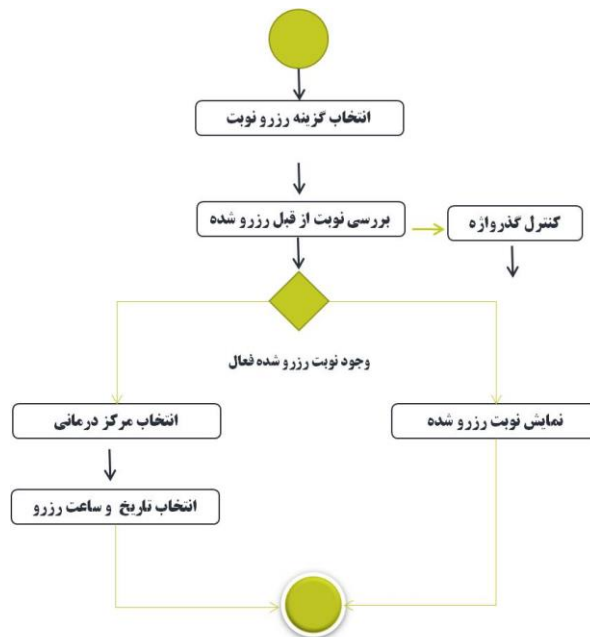 انتخاب گزینه رزرو نوبت
بررسی نوبت از قبل رزرو شده
کنترل گذرواژه
وجود نوبت رزرو شده فعال
انتخاب مرکز درمانی
نمایش نوبت رزرو شده
انتخاب تاریخ و ساعت رزرو